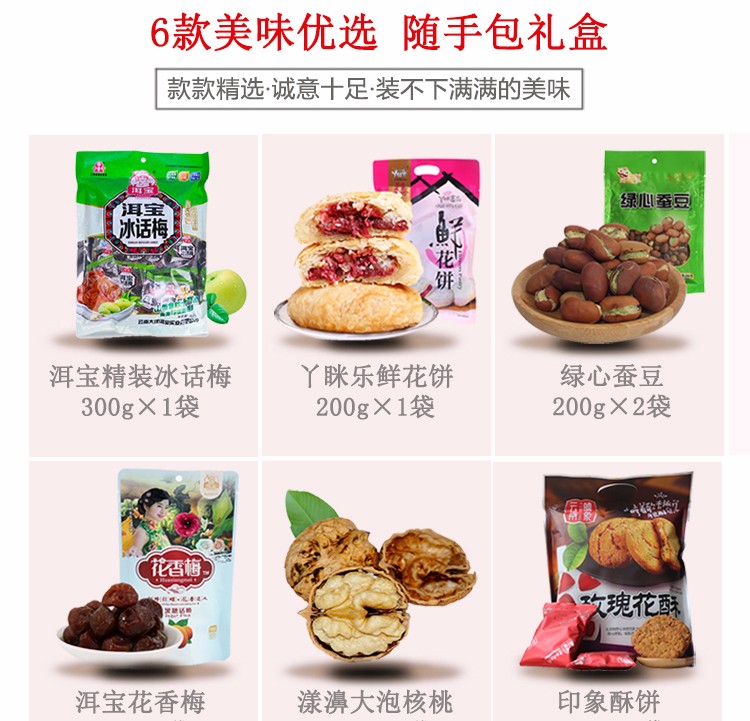 6款美味优选 随手包礼盒
款款精选·诚意十足·装不下满满的美味
洱宝
洱宝
冰话梅
鲜
花饼
绿心蚕豆
洱宝精装冰话梅
300g×1袋
丫眯乐鲜花饼
200g×1袋
绿心蚕豆
200g×2袋
花香梅
Huaxiangmei
玫瑰花酥
洱宝花香梅
漾濞大泡核桃
印象酥饼